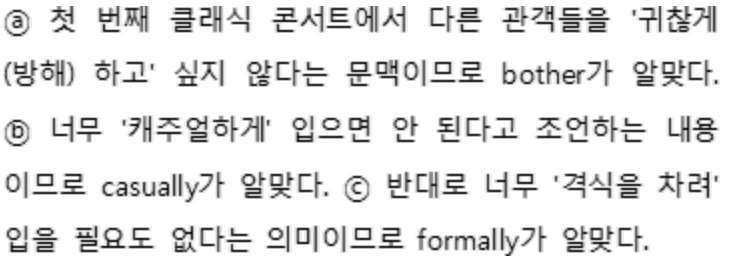 ⓐ 첫 번째 클래식 콘서트에서 다른 관객들을 '귀찮게
(방해) 하고' 싶지 않다는 문맥이므로 bother가 알맞다.
ⓑ 너무 '캐주얼하게' 입으면 안 된다고 조언하는 내용
이므로 casually가 알맞다. ⓒ 반대로 너무 '격식을 차려'
입을 필요도 없다는 의미이므로 formally가 알맞다.